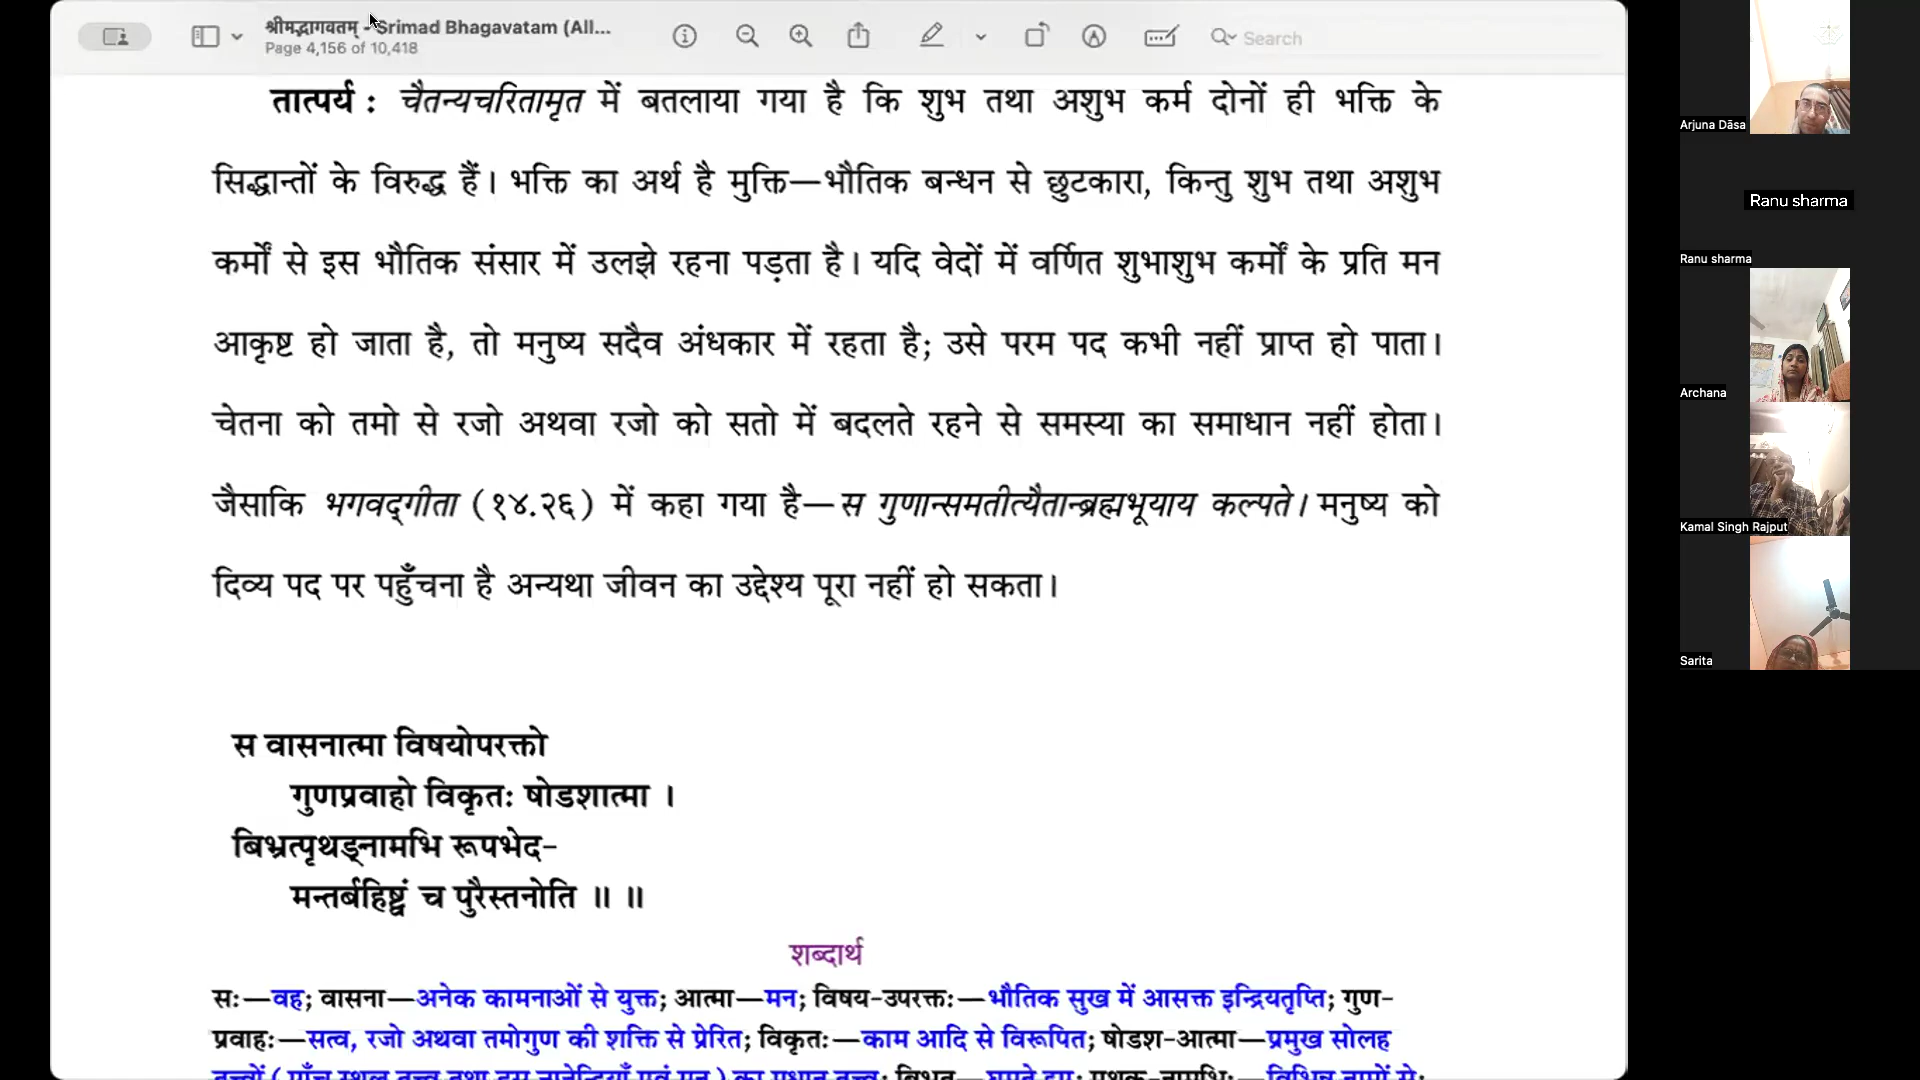 श्रीमद्भागवतम् - Srimad Bhagavatam (All...
Page 4,156 of 10,418
Search
तात्पर्य : चैतन्यचरितामृत में बतलाया गया है कि शुभ तथा अशुभ कर्म दोनों ही भक्ति के
सिद्धान्तों के विरुद्ध हैं। भक्ति का अर्थ है मुक्ति—भौतिक बन्धन से छुटकारा, किन्तु शुभ तथा अशुभ
कर्मों से इस भौतिक संसार में उलझे रहना पड़ता है। यदि वेदों में वर्णित शुभाशुभ कर्मों के प्रति मन
आकृष्ट हो जाता है, तो मनुष्य सदैव अंधकार में रहता है; उसे परम पद कभी नहीं प्राप्त हो पाता।
चेतना को तमो से रजो अथवा रजो को सतो में बदलते रहने से समस्या का समाधान नहीं होता।
जैसाकि भगवद्गीता (१४.२६) में कहा गया है—स गुणान्समतीत्यैतान्ब्रह्मभूयाय कल्पते। मनुष्य को
दिव्य पद पर पहुँचना है अन्यथा जीवन का उद्देश्य पूरा नहीं हो सकता।
स वासनात्मा विषयोपरक्तो
गुणप्रवाहो विकृतः षोडशात्मा ।
बिभ्रत्पृथङ्नामभि रूपभेद-
मन्तर्बहिष्ट्वं च पुरैस्तनोति ॥ ॥
शब्दार्थ
सः—वह; वासना—अनेक कामनाओं से युक्त; आत्मा—मन; विषय-उपरक्तः—भौतिक सुख में आसक्त इन्द्रियतृप्ति; गुण-
प्रवाहः—सत्व, रजो अथवा तमोगुण की शक्ति से प्रेरित; विकृतः—काम आदि से विरूपित; षोडश-आत्मा—प्रमुख सोलह
Arjuna Dāsa
Ranu sharma
Ranu sharma
Archana
Kamal Singh Rajput
Sarita